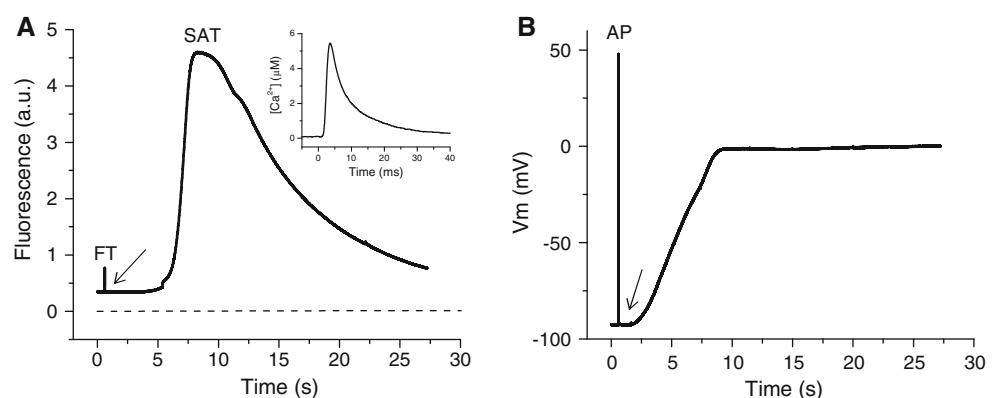 A
5
4
3
2
1
0
Fluorescence (a.u.)
SAT
FT
0 5 10 15 20 25 30
Time (s)
6
4
2
0
[Ca²⁺] (μM)
0 10 20 30 40
Time (ms)
B
AP
50
0
-50
-100
Vm (mV)
0 5 10 15 20 25 30
Time (s)